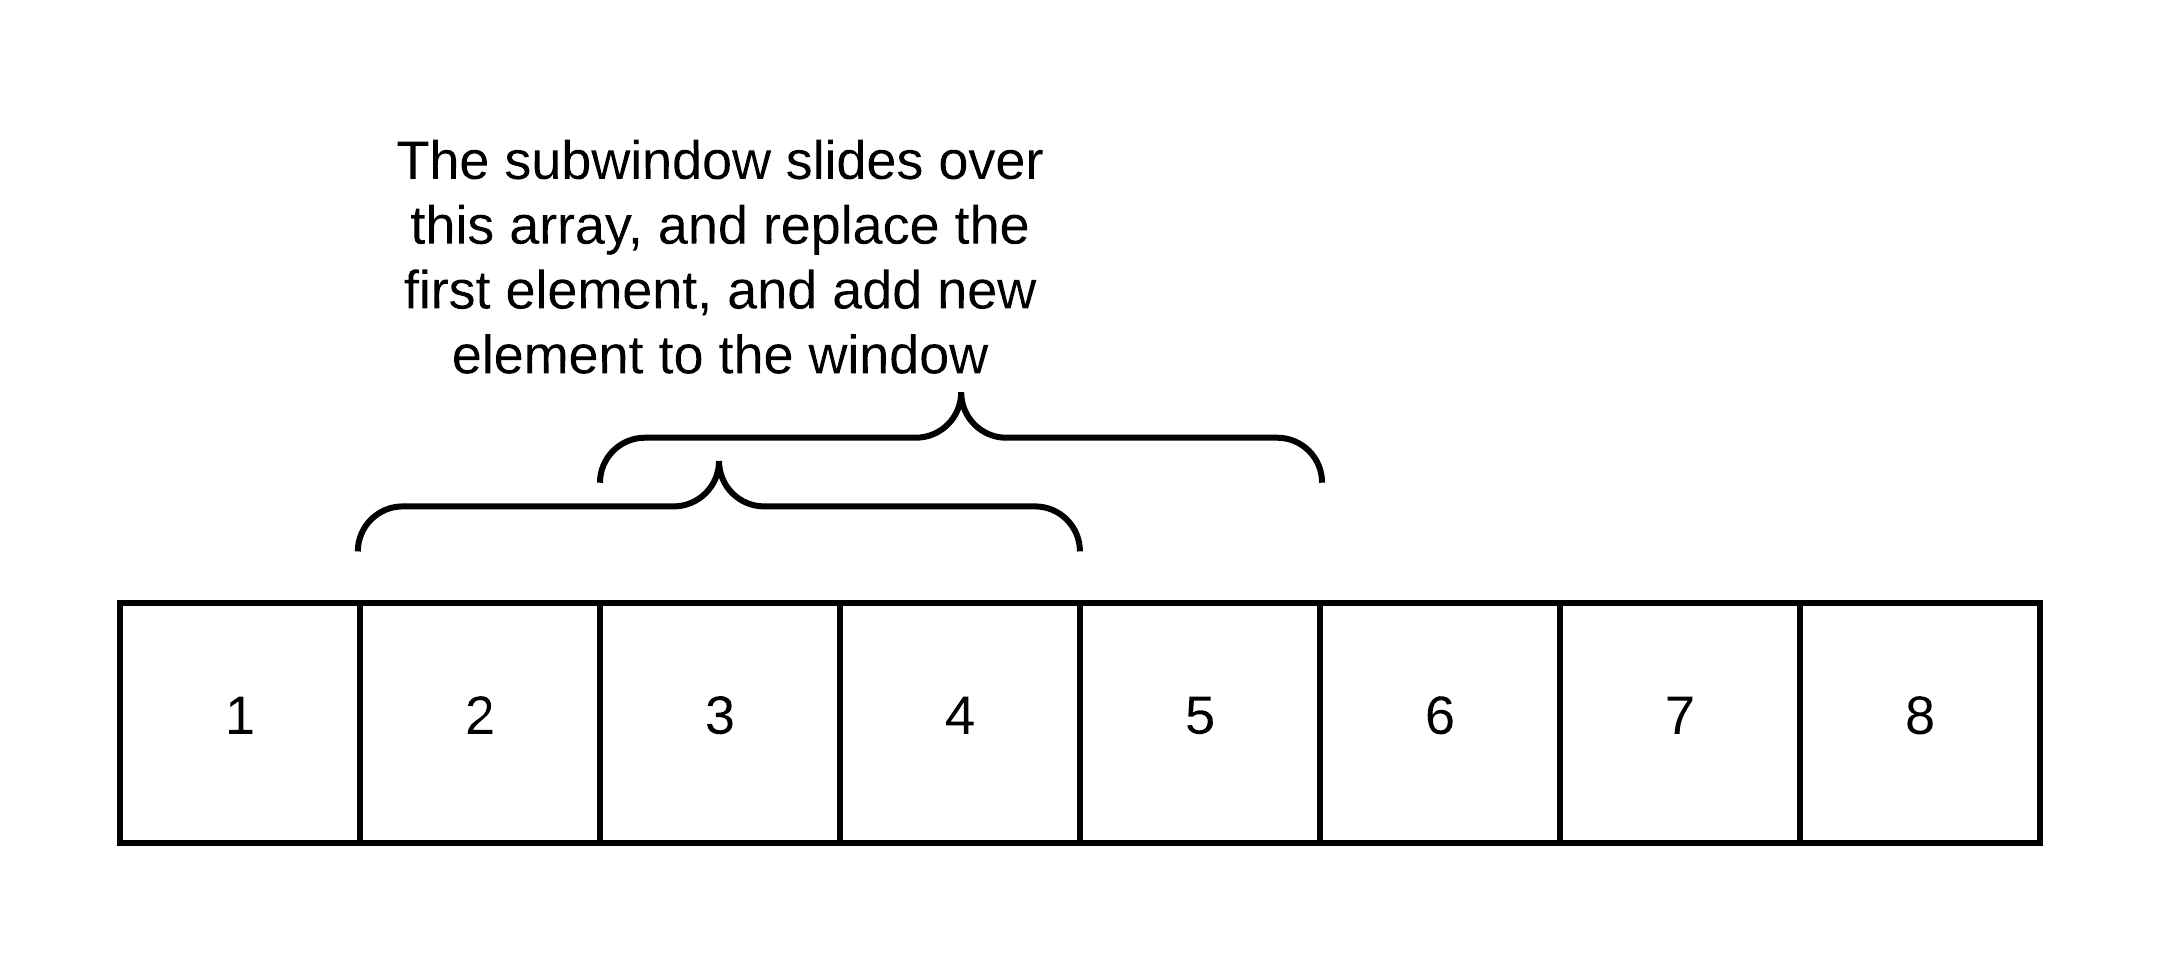 The subwindow slides over
this array, and replace the
first element, and add new
element to the window
1 2 3 4 5 6 7 8